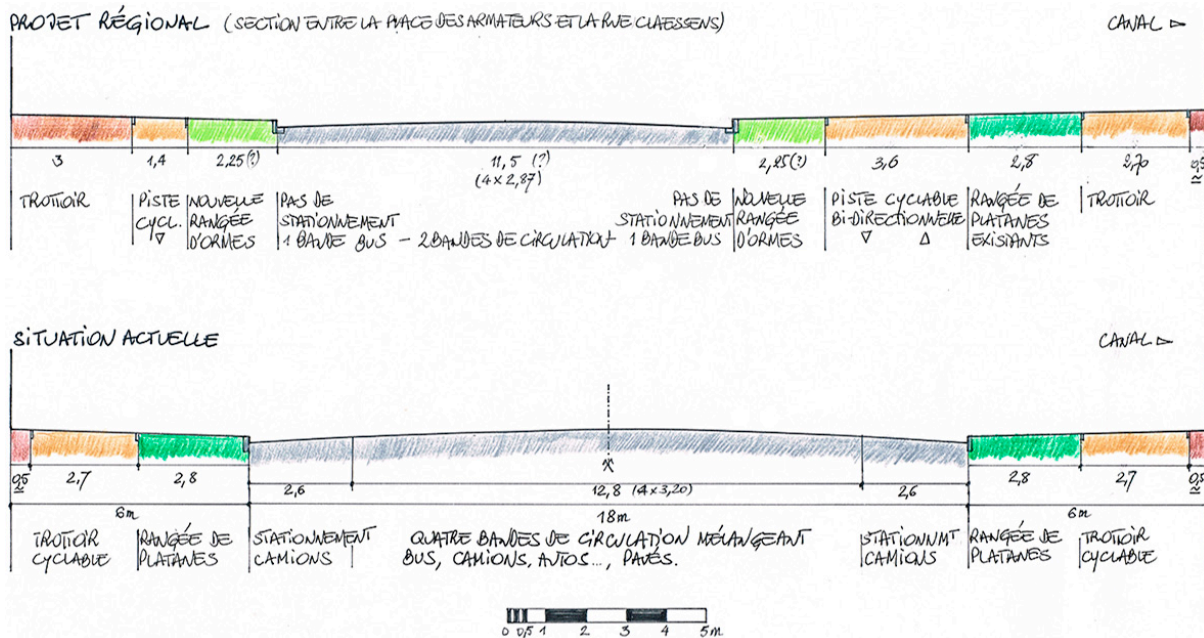 PROJET RÉGIONAL (SECTION ENTRE LA PLACE DES ARMATEURS ET LA RUE CLAESSENS)
CANAL ▷
3
1,4
2,25 (?)
11,5 (?)
(4 x 2,87)
2,25 (?)
3,6
2,8
2,70
0,5
TROTTOIR
PISTE
CYCL.
▽
NOUVELLE
RANGÉE
D'ORMES
PAS DE
STATIONNEMENT
1 BANDE BUS – 2 BANDES DE CIRCULATION –
PAS DE
STATIONNEMENT
1 BANDE BUS
NOUVELLE
RANGÉE
D'ORMES
PISTE CYCLABLE
BI-DIRECTIONNELLE
▽ △
RANGÉE DE
PLATANES
EXISTANTS
TROTTOIR
SITUATION ACTUELLE
CANAL ▷
0,5
2,7
2,8
2,6
12,8 (4 x 3,20)
2,6
2,8
2,7
0,5
6m
18m
6m
TROTTOIR
CYCLABLE
RANGÉE DE
PLATANES
STATIONNEMENT
CAMIONS
QUATRE BANDES DE CIRCULATION MÉLANGEANT
BUS, CAMIONS, AUTOS..., PAVÉS.
STATIONNMT
CAMIONS
RANGÉE DE
PLATANES
TROTTOIR
CYCLABLE
0 0,5 1 2 3 4 5m